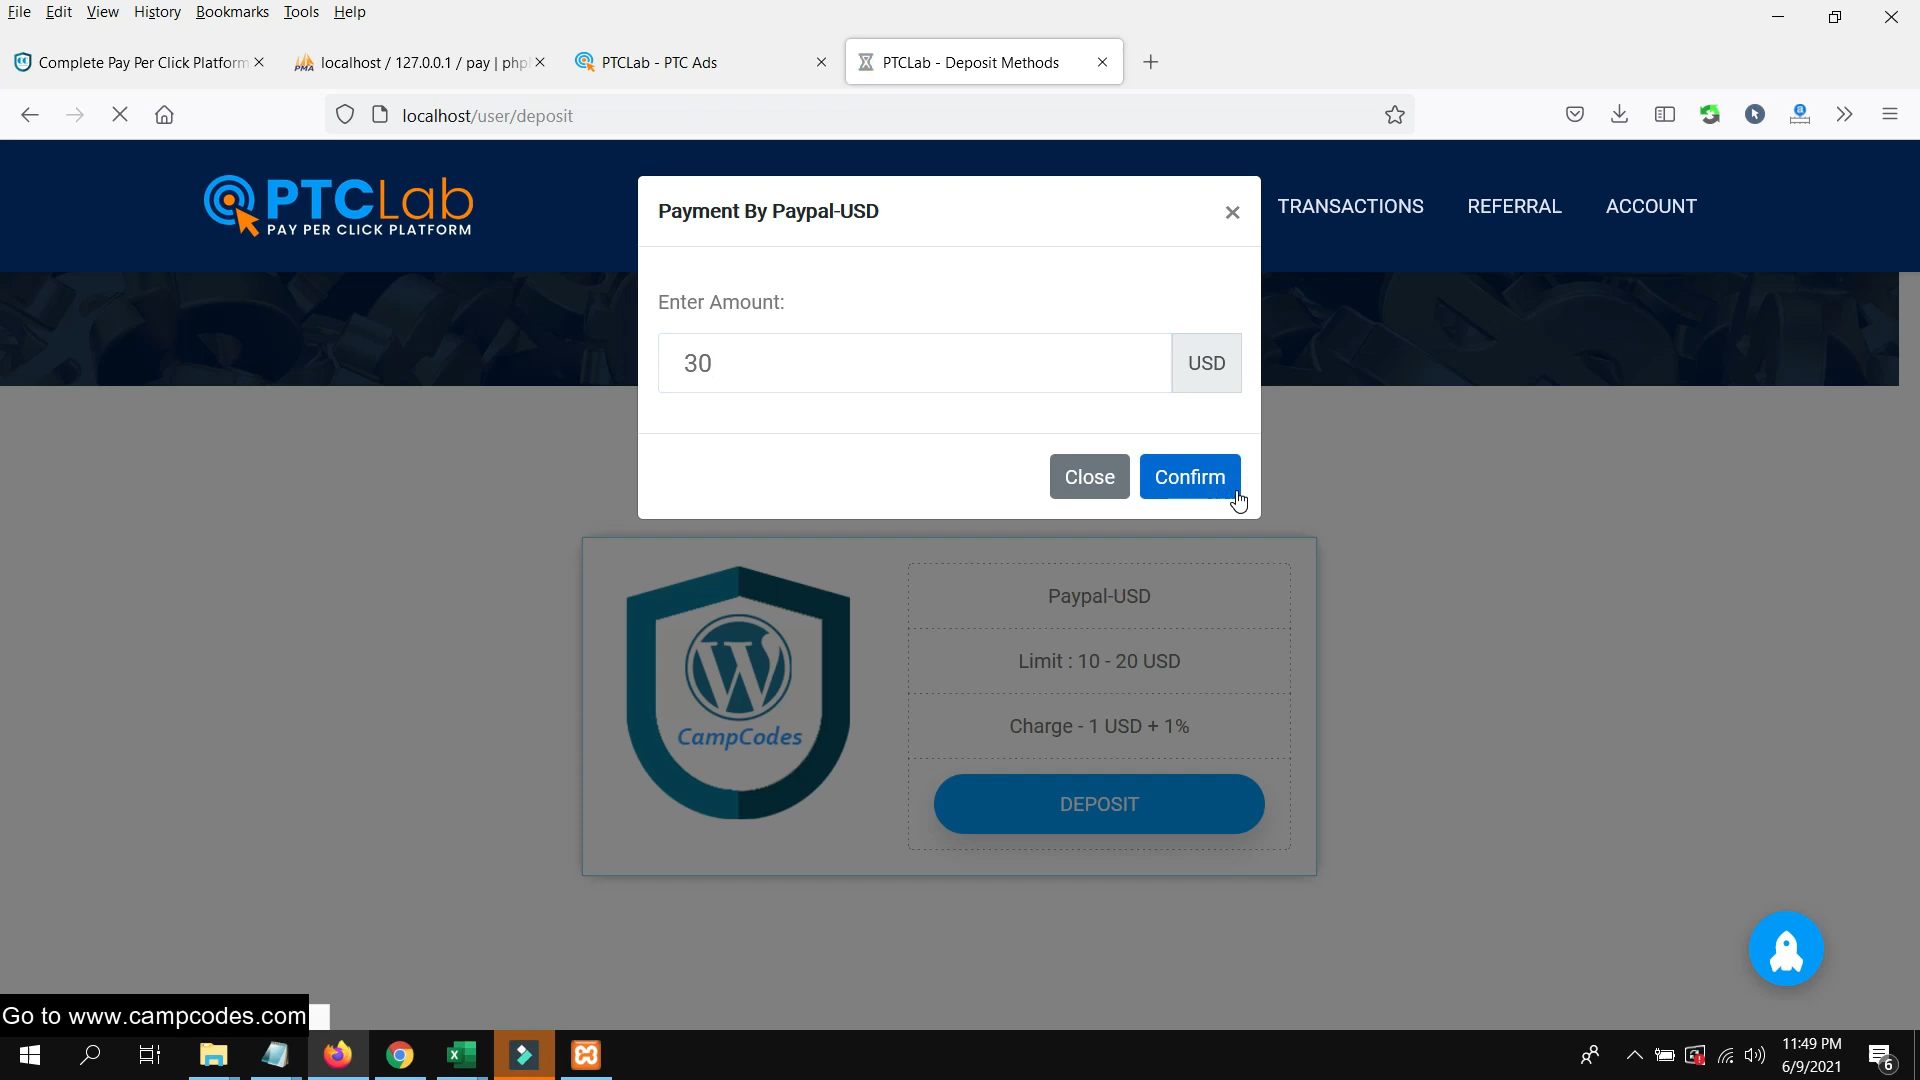 File Edit View History Bookmarks Tools Help
Complete Pay Per Click Platform
localhost / 127.0.0.1 / pay | php
PTCLab - PTC Ads
PTCLab - Deposit Methods
localhost/user/deposit
PTCLab
PAY PER CLICK PLATFORM
TRANSACTIONS REFERRAL ACCOUNT
Payment By Paypal-USD
×
Enter Amount:
30 USD
Close Confirm
CampCodes
Paypal-USD
Limit : 10 - 20 USD
Charge - 1 USD + 1%
DEPOSIT
Go to www.campcodes.com
11:49 PM
6/9/2021
6